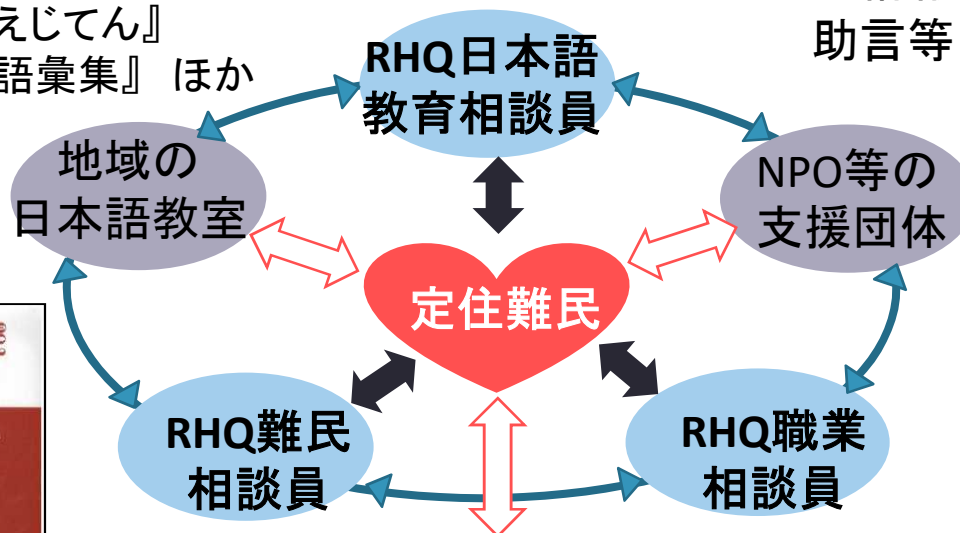 えじてん』
語彙集』 ほか
助言等
RHQ日本語
教育相談員
地域の
日本語教室
NPO等の
支援団体
定住難民
RHQ難民
相談員
RHQ職業
相談員